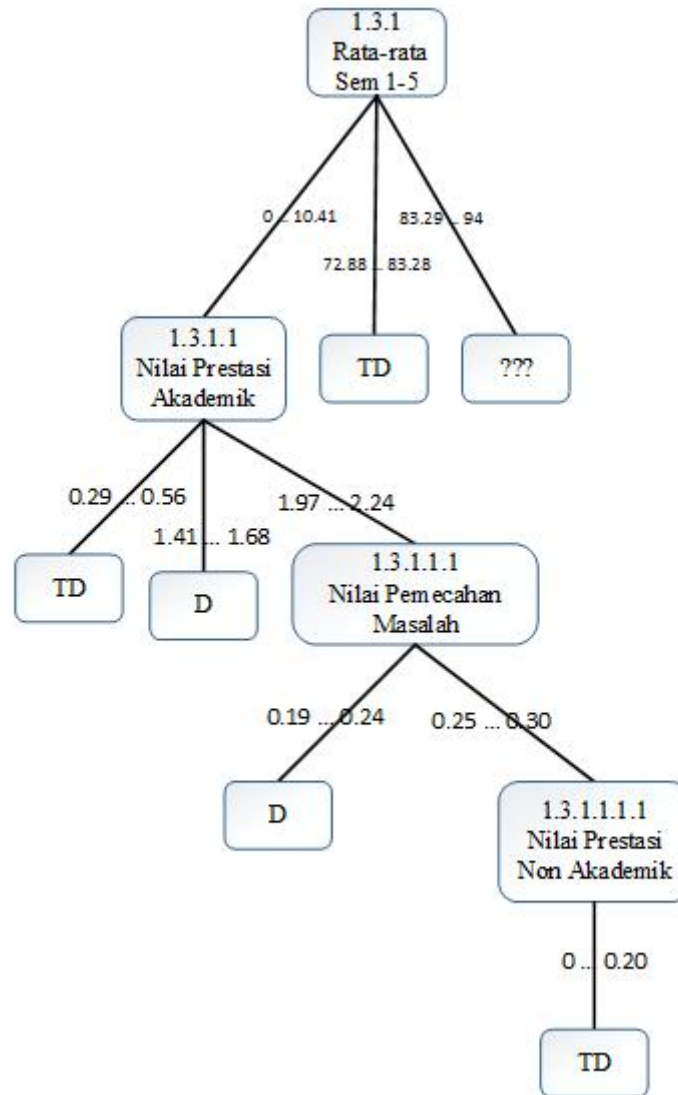 1.3.1
Rata-rata
Sem 1-5
0 ... 10.41
83.29 ... 94
72.88 ... 83.28
1.3.1.1
Nilai Prestasi
Akademik
TD
???
0.29 ... 0.56
1.97 ... 2.24
1.41 ... 1.68
TD
D
1.3.1.1.1
Nilai Pemecahan
Masalah
0.19 ... 0.24
0.25 ... 0.30
D
1.3.1.1.1.1
Nilai Prestasi
Non Akademik
0 ... 0.20
TD